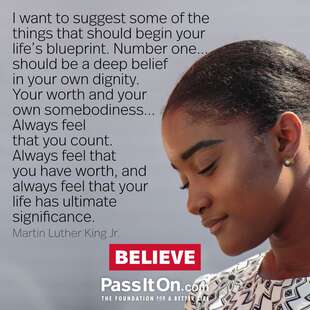 I want to suggest some of the
things that should begin your
life's blueprint. Number one...
should be a deep belief
in your own dignity.
Your worth and your
own somebodiness...
Always feel
that you count.
Always feel that
you have worth, and
always feel that your
life has ultimate
significance.
Martin Luther King Jr.
BELIEVE
PassItOn.com
THE FOUNDATION FOR A BETTER LIFE